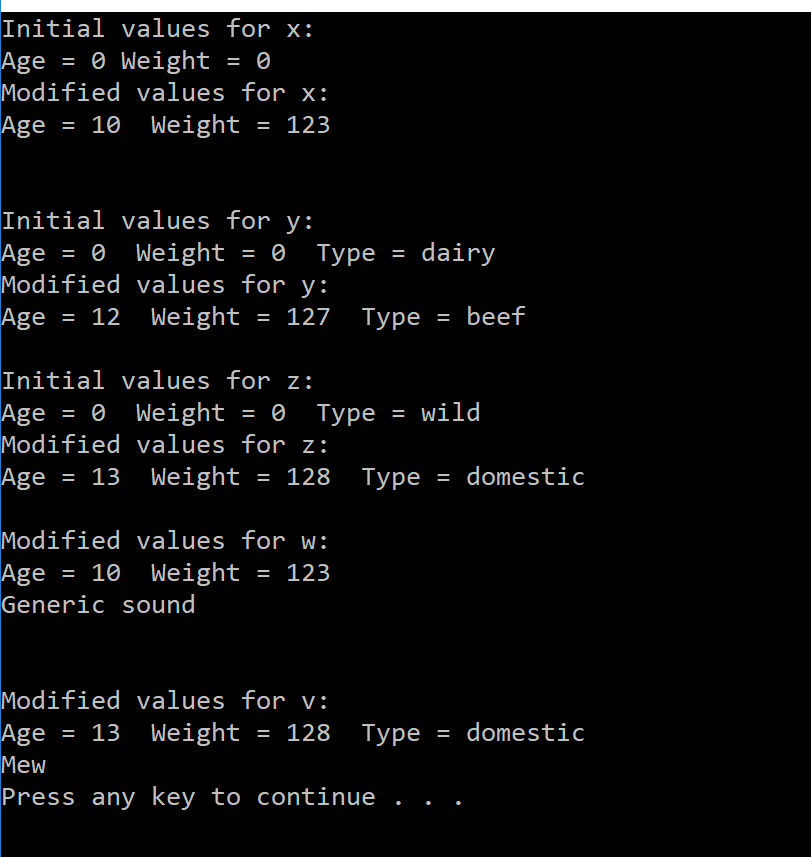 Initial values for x:
Age = 0 Weight = 0
Modified values for x:
Age = 10  Weight = 123
Initial values for y:
Age = 0  Weight = 0  Type = dairy
Modified values for y:
Age = 12  Weight = 127  Type = beef
Initial values for z:
Age = 0  Weight = 0  Type = wild
Modified values for z:
Age = 13  Weight = 128  Type = domestic
Modified values for w:
Age = 10  Weight = 123
Generic sound
Modified values for v:
Age = 13  Weight = 128  Type = domestic
Mew
Press any key to continue . . .